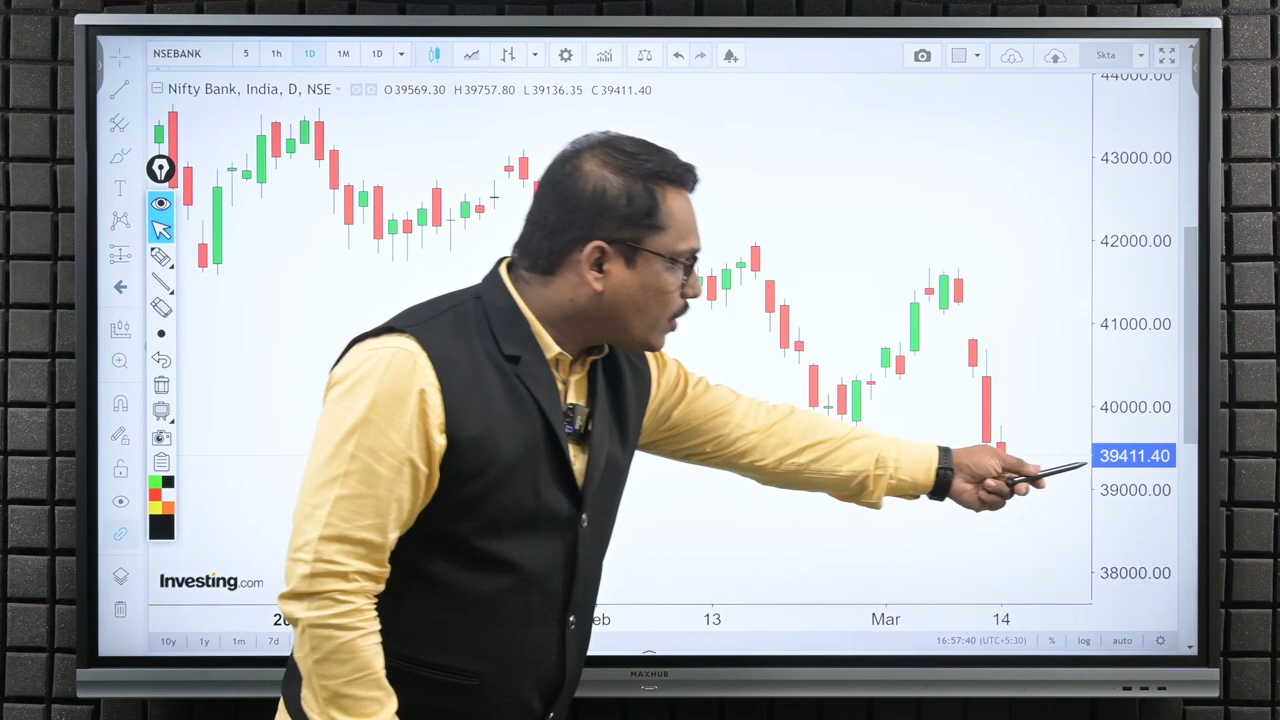 NSEBANK 5 1h 1D 1M 1D Skta
Nifty Bank, India, D, NSE O39569.30 H39757.80 L39136.35 C39411.40
44000.00
43000.00
42000.00
41000.00
40000.00
39411.40
39000.00
38000.00
T
Investing.com
20 eb 13 Mar 14
10y 1y 1m 7d 16:57:40 (UTC+5:30) % log auto
MAXHUB